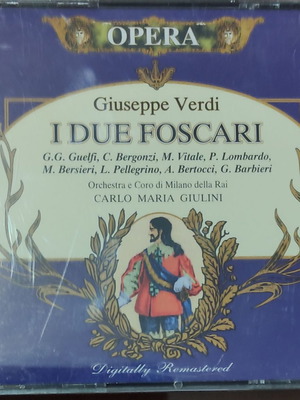 OPERA
Giuseppe Verdi
I DUE FOSCARI
G.G. Guelfi, C. Bergonzi, M. Vitale, P. Lombardo,
M. Bersieri, L. Pellegrino, A. Bertocci, G. Barbieri
Orchestra e Coro di Milano della Rai
CARLO MARIA GIULINI
Digitally Remastered